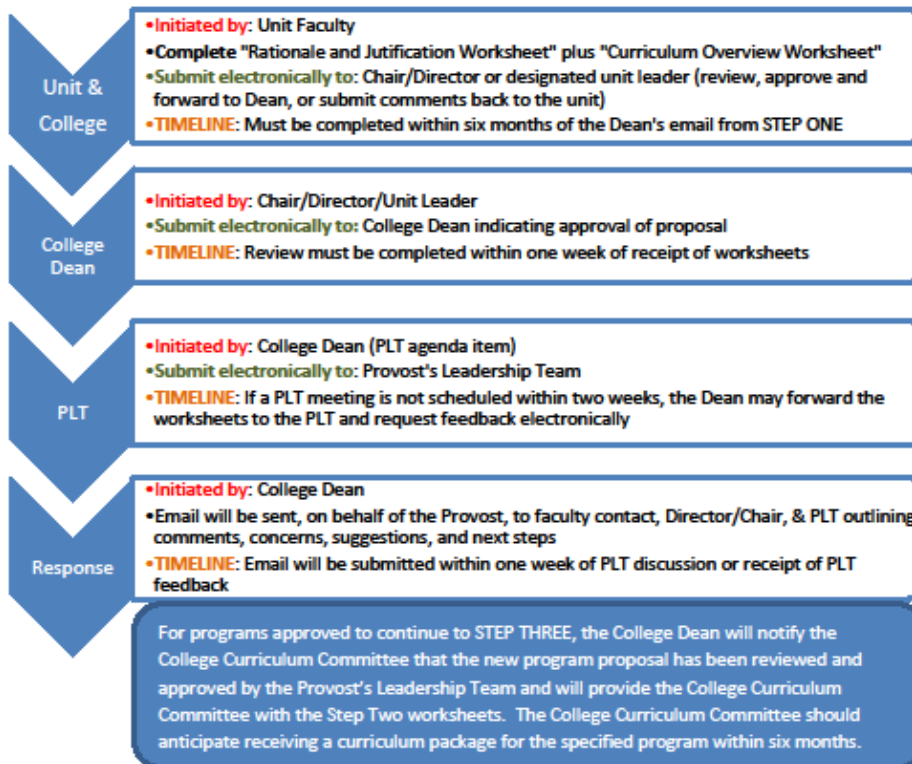 Unit &
College
•Initiated by: Unit Faculty
•Complete "Rationale and Jutification Worksheet" plus "Curriculum Overview Worksheet"
•Submit electronically to: Chair/Director or designated unit leader (review, approve and
forward to Dean, or submit comments back to the unit)
•TIMELINE: Must be completed within six months of the Dean's email from STEP ONE
College
Dean
•Initiated by: Chair/Director/Unit Leader
•Submit electronically to: College Dean indicating approval of proposal
•TIMELINE: Review must be completed within one week of receipt of worksheets
PLT
•Initiated by: College Dean (PLT agenda item)
•Submit electronically to: Provost's Leadership Team
•TIMELINE: If a PLT meeting is not scheduled within two weeks, the Dean may forward the
worksheets to the PLT and request feedback electronically
Response
•Initiated by: College Dean
•Email will be sent, on behalf of the Provost, to faculty contact, Director/Chair, & PLT outlining
comments, concerns, suggestions, and next steps
•TIMELINE: Email will be submitted within one week of PLT discussion or receipt of PLT
feedback
For programs approved to continue to STEP THREE, the College Dean will notify the
College Curriculum Committee that the new program proposal has been reviewed and
approved by the Provost's Leadership Team and will provide the College Curriculum
Committee with the Step Two worksheets. The College Curriculum Committee should
anticipate receiving a curriculum package for the specified program within six months.